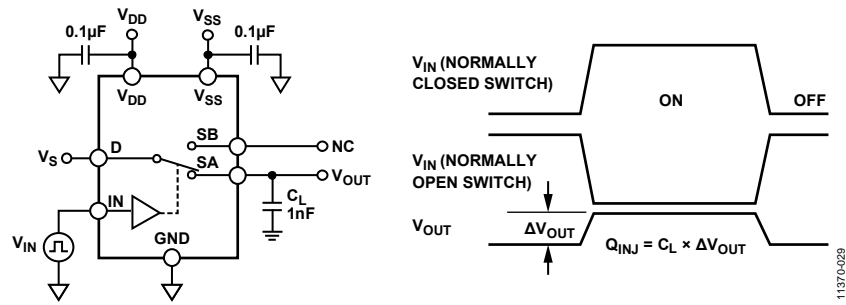 VDD
VSS
0.1µF
0.1µF
VDD
VSS
SB
NC
VS
D
SA
VOUT
IN
CL
1nF
VIN
GND
VIN (NORMALLY
CLOSED SWITCH)
ON
OFF
VIN (NORMALLY
OPEN SWITCH)
VOUT
ΔVOUT
QINJ = CL × ΔVOUT
11370-029